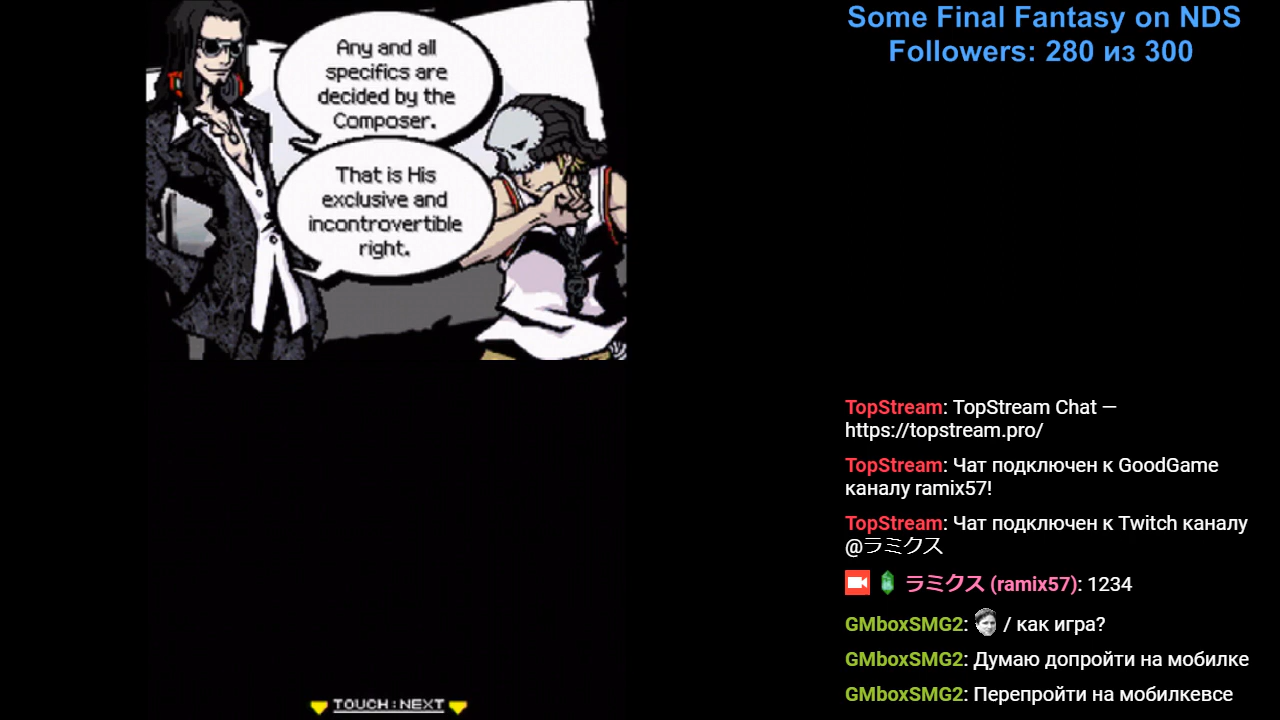 Any and all
specifics are
decided by the
Composer.
That is His
exclusive and
incontrovertible
right.
TOUCH:NEXT
Some Final Fantasy on NDS
Followers: 280 из 300
TopStream: TopStream Chat —
https://topstream.pro/
TopStream: Чат подключен к GoodGame
каналу ramix57!
TopStream: Чат подключен к Twitch каналу
@ラミクス
ラミクス (ramix57): 1234
GMboxSMG2: / как игра?
GMboxSMG2: Думаю допройти на мобилке
GMboxSMG2: Перепройти на мобилкевсе